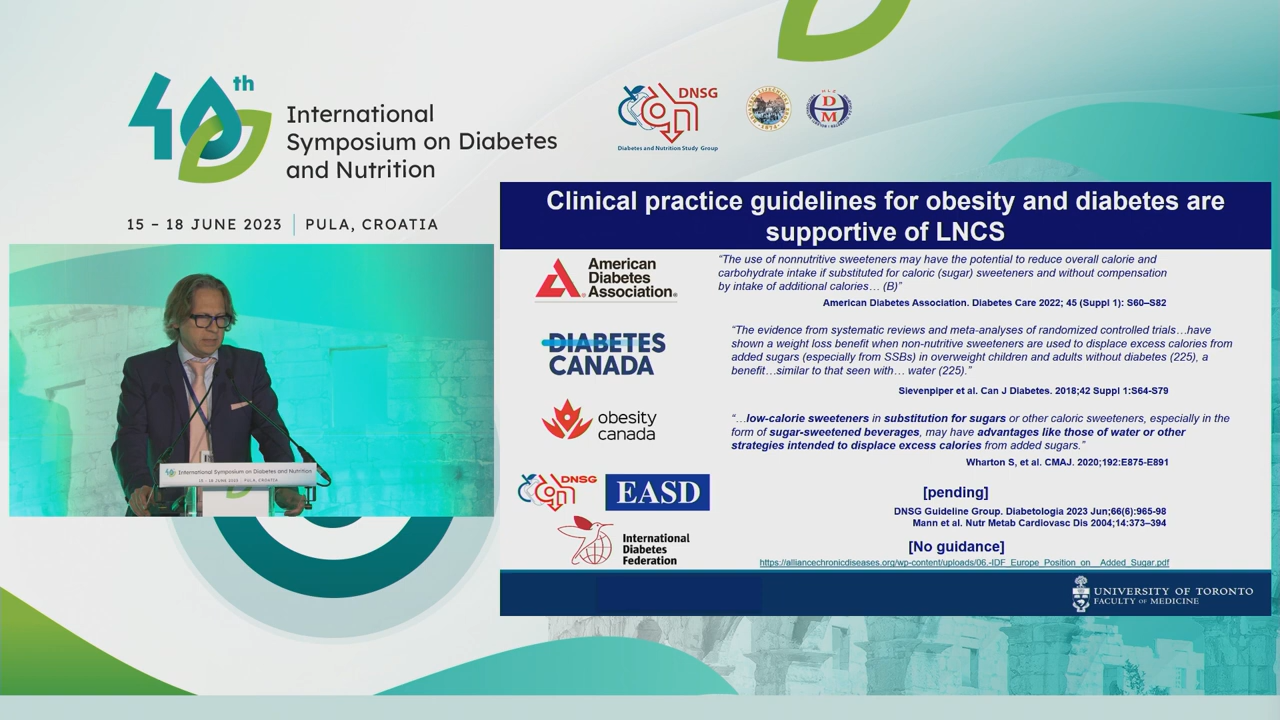 40th
International
Symposium on Diabetes
and Nutrition
15 – 18 JUNE 2023 | PULA, CROATIA
DNSG
Diabetes and Nutrition Study Group
DM
International Symposium on Diabetes and Nutrition
15 - 18 JUNE 2023 | PULA, CROATIA
Clinical practice guidelines for obesity and diabetes are
supportive of LNCS
American
Diabetes
Association®
“The use of nonnutritive sweeteners may have the potential to reduce overall calorie and
carbohydrate intake if substituted for caloric (sugar) sweeteners and without compensation
by intake of additional calories… (B)”
American Diabetes Association. Diabetes Care 2022; 45 (Suppl 1): S60–S82
DIABETES
CANADA
“The evidence from systematic reviews and meta-analyses of randomized controlled trials…have
shown a weight loss benefit when non-nutritive sweeteners are used to displace excess calories from
added sugars (especially from SSBs) in overweight children and adults without diabetes (225), a
benefit…similar to that seen with… water (225).”
Sievenpiper et al. Can J Diabetes. 2018;42 Suppl 1:S64-S79
obesity
canada
“…low-calorie sweeteners in substitution for sugars or other caloric sweeteners, especially in the
form of sugar-sweetened beverages, may have advantages like those of water or other
strategies intended to displace excess calories from added sugars.”
Wharton S, et al. CMAJ. 2020;192:E875-E891
DNSG
EASD
[pending]
DNSG Guideline Group. Diabetologia 2023 Jun;66(6):965-98
Mann et al. Nutr Metab Cardiovasc Dis 2004;14:373–394
International
Diabetes
Federation
[No guidance]
https://alliancechronicdiseases.org/wp-content/uploads/06.-IDF_Europe_Position_on__Added_Sugar.pdf
UNIVERSITY OF TORONTO
FACULTY OF MEDICINE